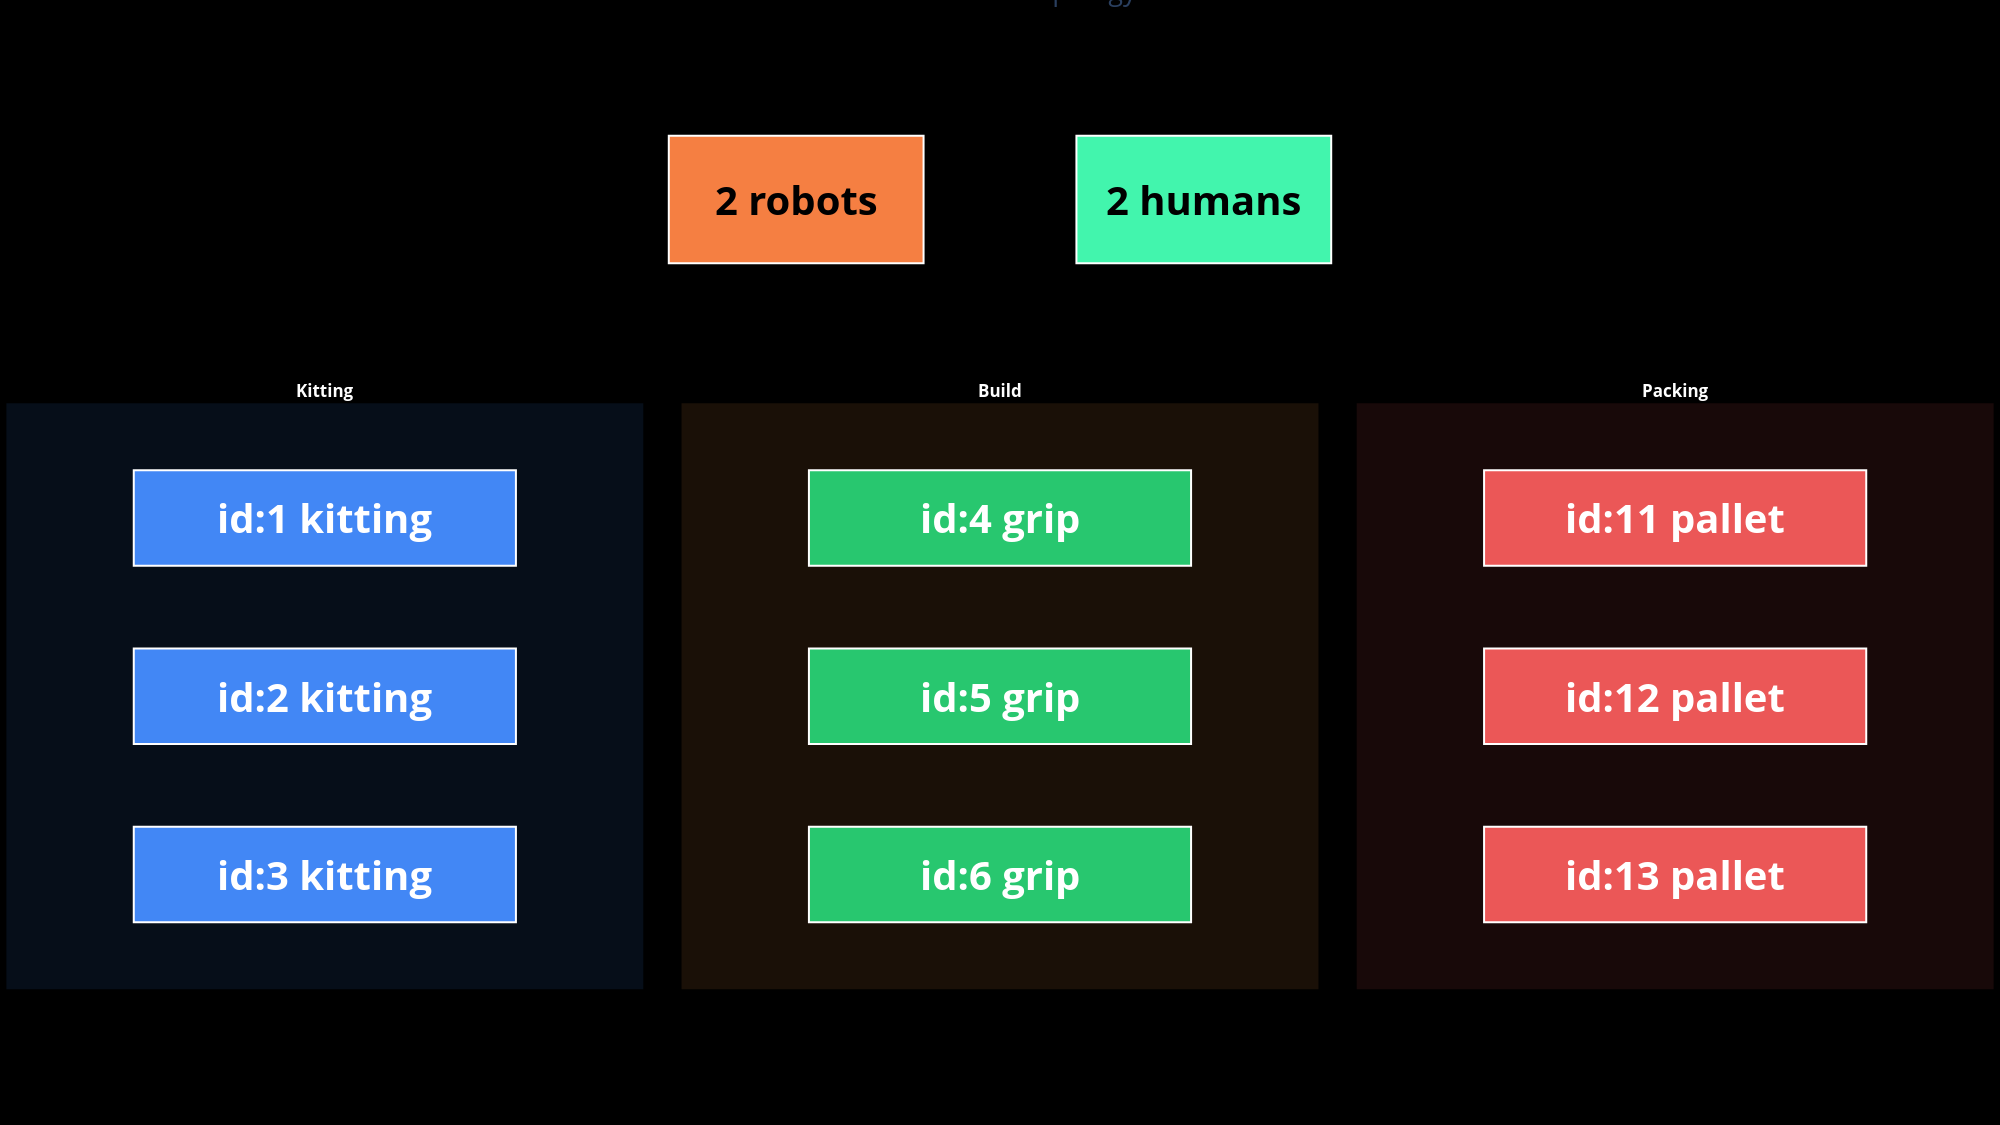 2 robots
2 humans
Kitting
id:1 kitting
id:2 kitting
id:3 kitting
Build
id:4 grip
id:5 grip
id:6 grip
Packing
id:11 pallet
id:12 pallet
id:13 pallet